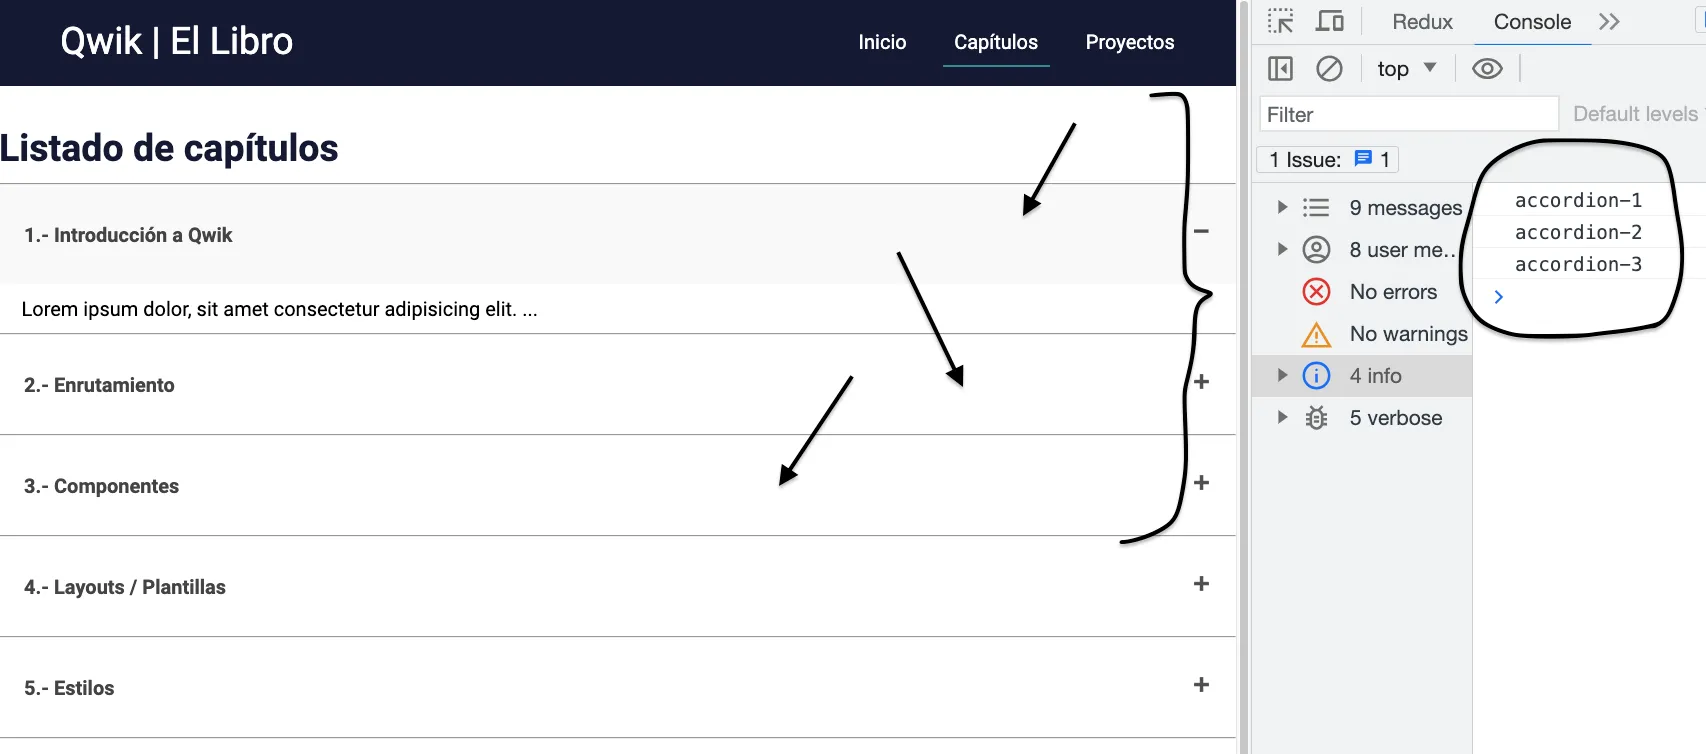 Qwik | El Libro
Inicio Capítulos Proyectos
Listado de capítulos
1.- Introducción a Qwik
Lorem ipsum dolor, sit amet consectetur adipisicing elit. ...
2.- Enrutamiento
3.- Componentes
4.- Layouts / Plantillas
5.- Estilos
Redux Console
top
Filter Default levels
1 Issue: 1
9 messages
8 user me...
No errors
No warnings
4 info
5 verbose
accordion-1
accordion-2
accordion-3